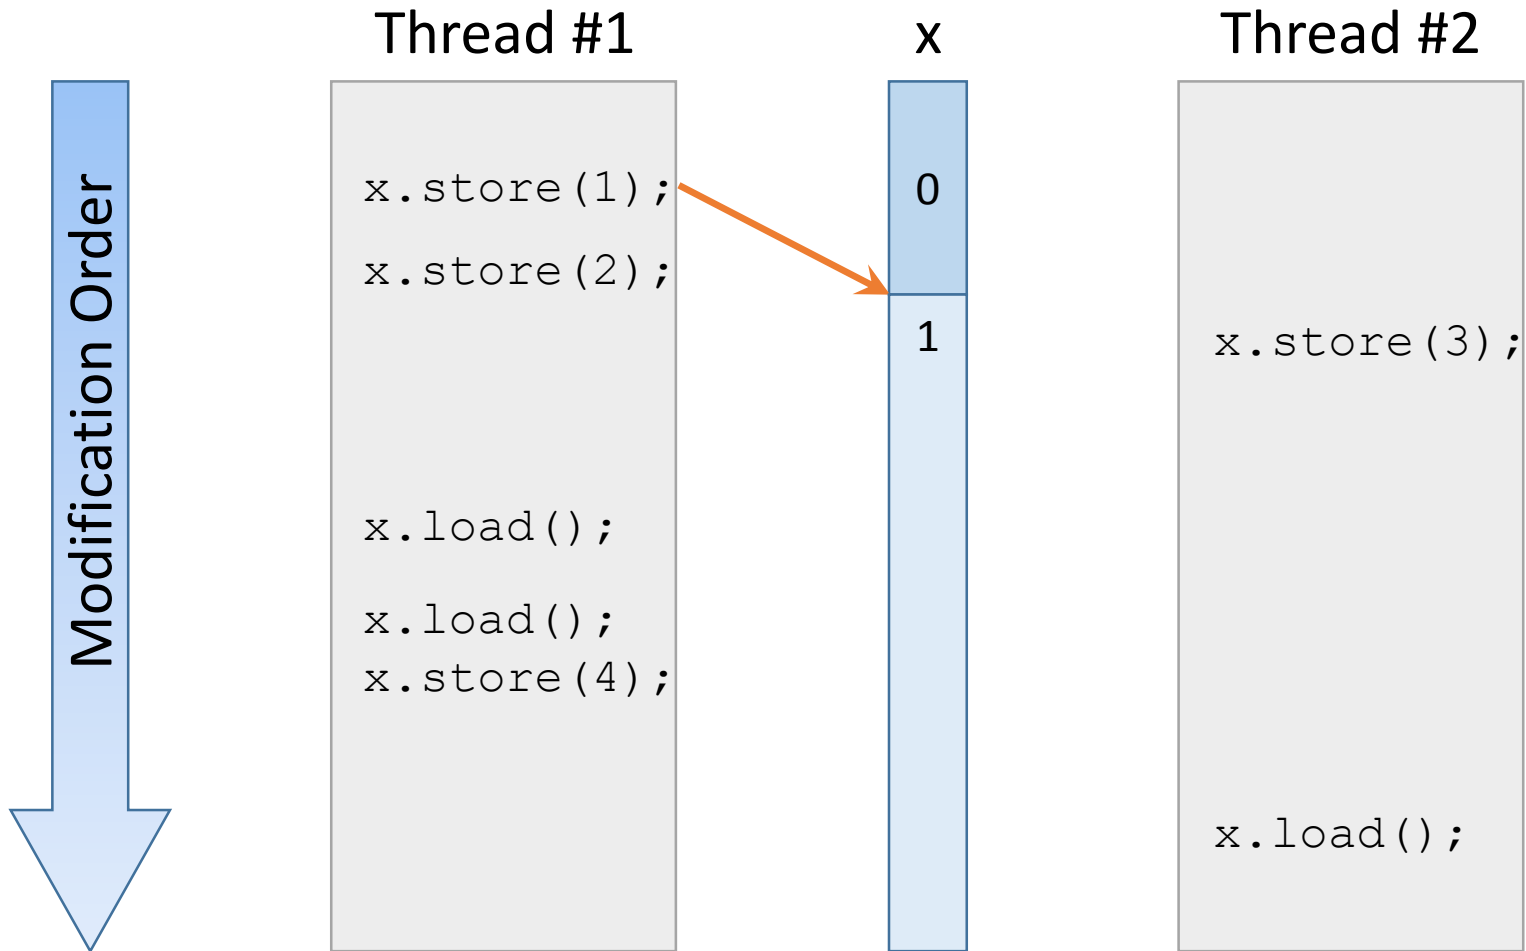 Thread #1
x
Thread #2
Modification Order
x.store(1);
x.store(2);
x.load();
x.load();
x.store(4);
0
1
x.store(3);
x.load();